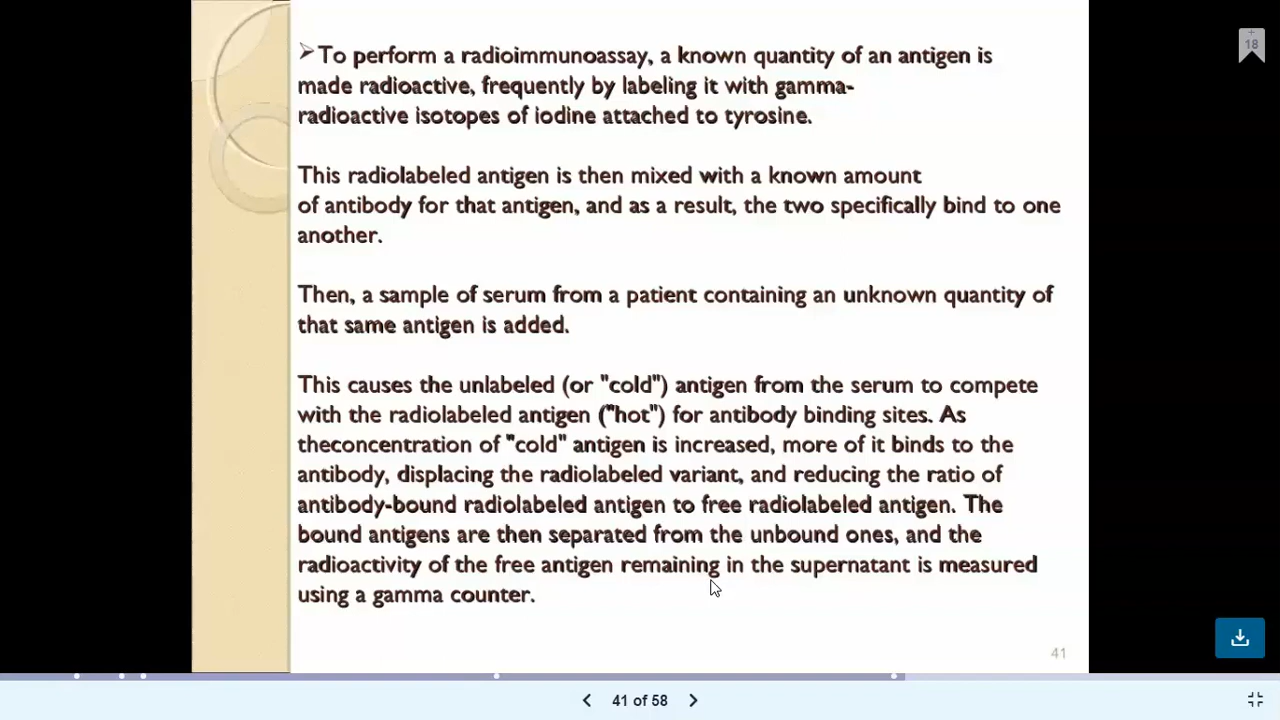 To perform a radioimmunoassay, a known quantity of an antigen is
made radioactive, frequently by labeling it with gamma-
radioactive isotopes of iodine attached to tyrosine.
This radiolabeled antigen is then mixed with a known amount
of antibody for that antigen, and as a result, the two specifically bind to one
another.
Then, a sample of serum from a patient containing an unknown quantity of
that same antigen is added.
This causes the unlabeled (or "cold") antigen from the serum to compete
with the radiolabeled antigen ("hot") for antibody binding sites. As
theconcentration of "cold" antigen is increased, more of it binds to the
antibody, displacing the radiolabeled variant, and reducing the ratio of
antibody-bound radiolabeled antigen to free radiolabeled antigen. The
bound antigens are then separated from the unbound ones, and the
radioactivity of the free antigen remaining in the supernatant is measured
using a gamma counter.
41
18
41 of 58